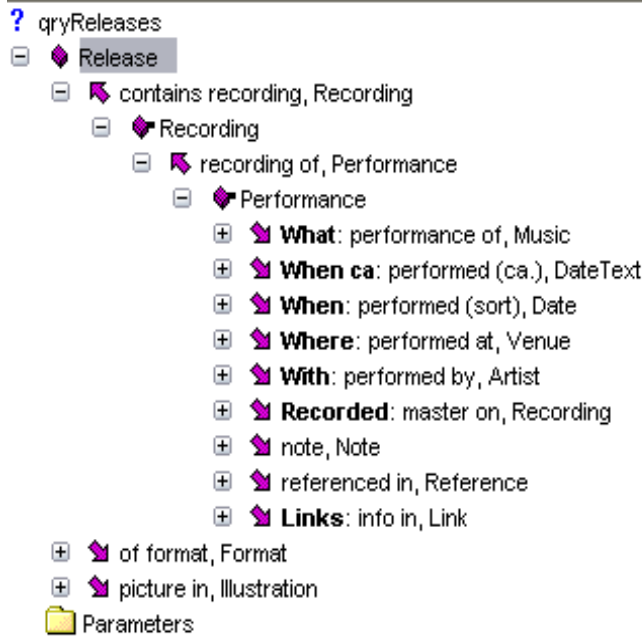 ? qryReleases
Release
contains recording, Recording
Recording
recording of, Performance
Performance
What: performance of, Music
When ca: performed (ca.), DateText
When: performed (sort), Date
Where: performed at, Venue
With: performed by, Artist
Recorded: master on, Recording
note, Note
referenced in, Reference
Links: info in, Link
of format, Format
picture in, Illustration
Parameters